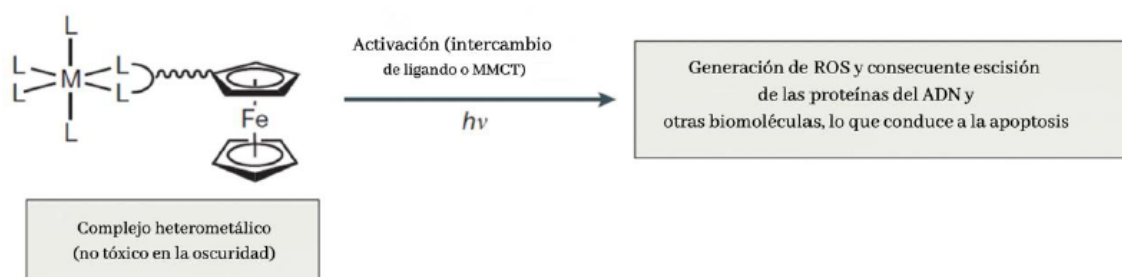 L
L L
M
L L
L
Fe
Activación (intercambio
de ligando o MMCT)
hν
Generación de ROS y consecuente escisión
de las proteínas del ADN y
otras biomoléculas, lo que conduce a la apoptosis
Complejo heterometálico
(no tóxico en la oscuridad)